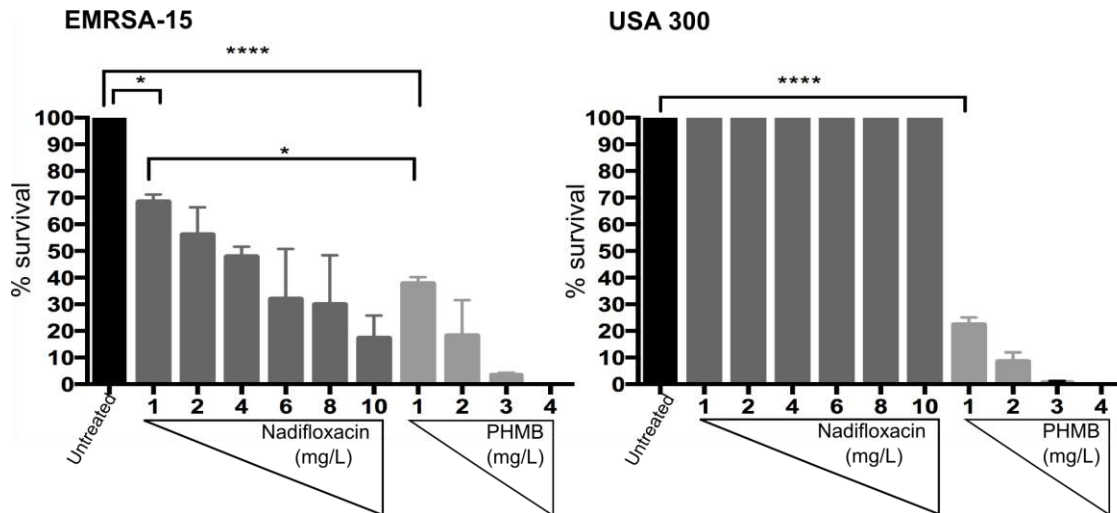 EMRSA-15
****
*
*
% survival
100
90
80
70
60
50
40
30
20
10
0
Untreated
1 2 4 6 8 10 1 2 3 4
Nadifloxacin
(mg/L)
PHMB
(mg/L)
USA 300
****
% survival
100
90
80
70
60
50
40
30
20
10
0
Untreated
1 2 4 6 8 10 1 2 3 4
Nadifloxacin
(mg/L)
PHMB
(mg/L)